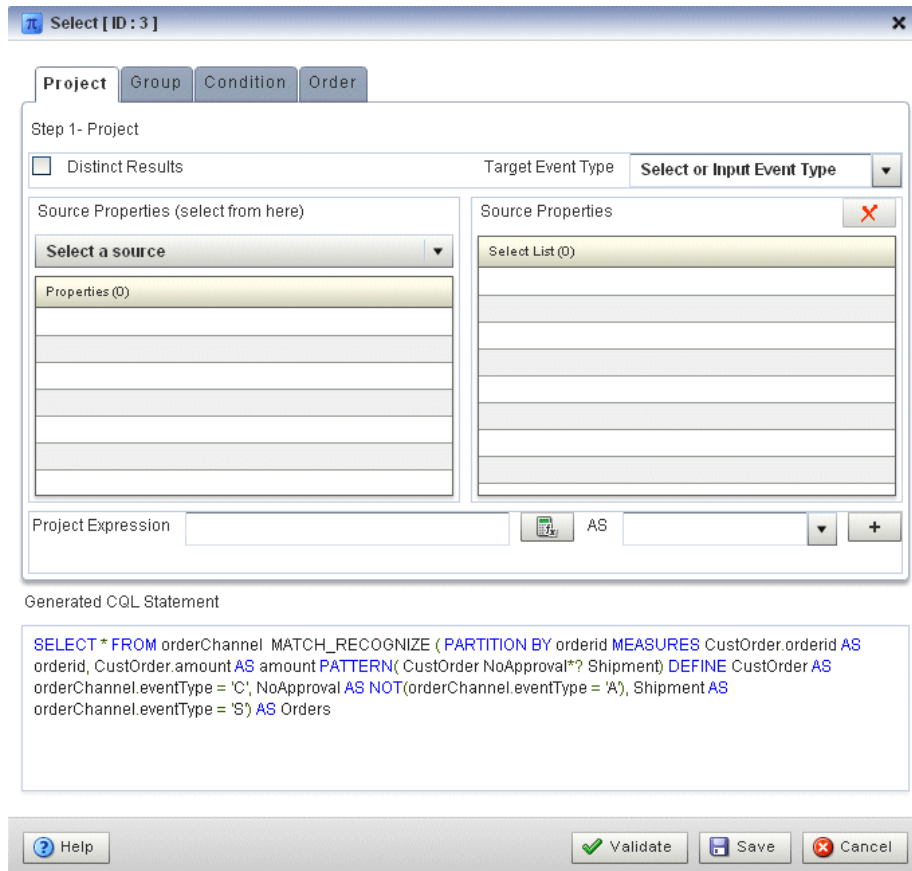 π Select [ ID : 3 ]
Project Group Condition Order
Step 1- Project
Distinct Results Target Event Type Select or Input Event Type
Source Properties (select from here) Source Properties
Select a source Select List (0)
Properties (0)
Project Expression fx AS +
Generated CQL Statement
SELECT * FROM orderChannel MATCH_RECOGNIZE ( PARTITION BY orderid MEASURES CustOrder.orderid AS
orderid, CustOrder.amount AS amount PATTERN( CustOrder NoApproval*? Shipment) DEFINE CustOrder AS
orderChannel.eventType = 'C', NoApproval AS NOT(orderChannel.eventType = 'A'), Shipment AS
orderChannel.eventType = 'S') AS Orders
? Help Validate Save Cancel